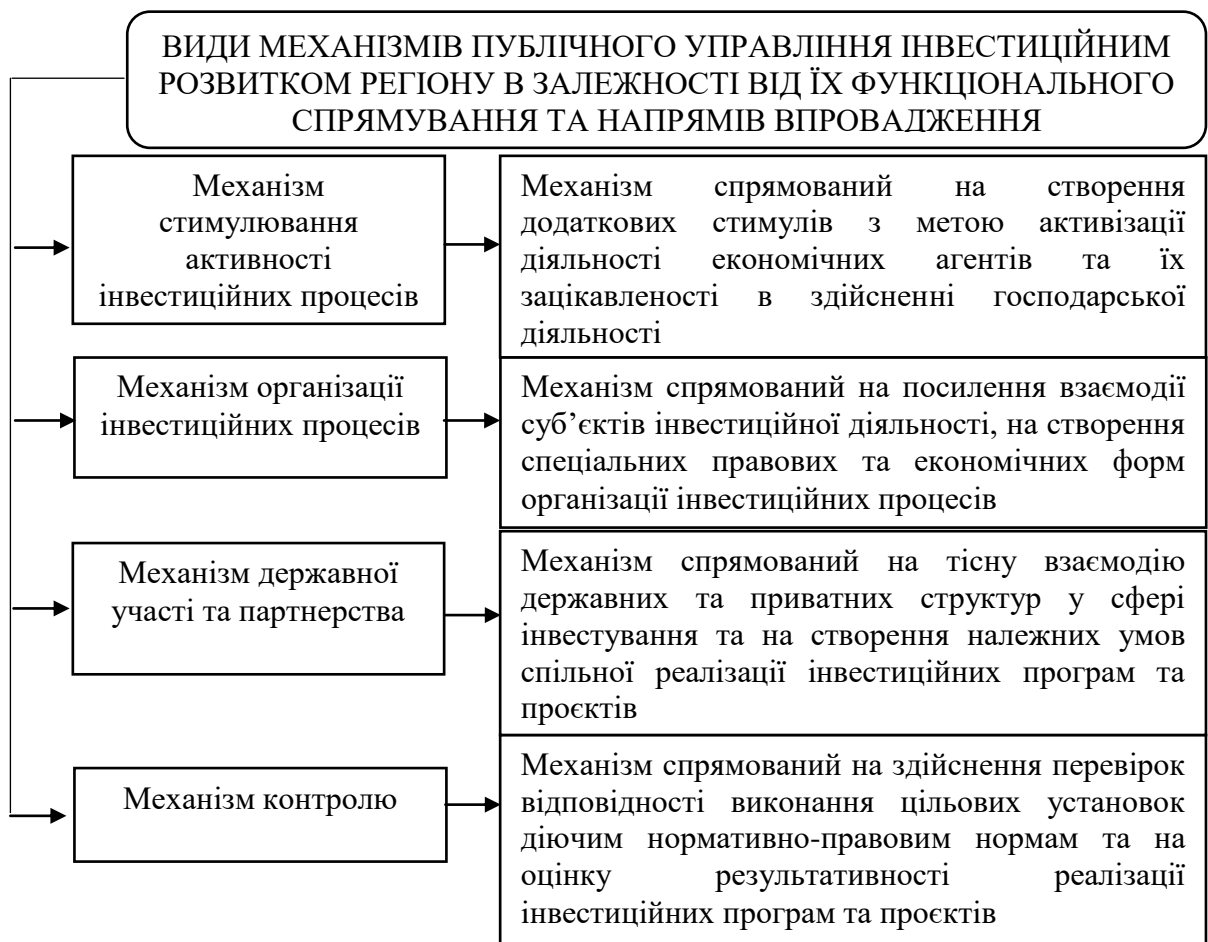 ВИДИ МЕХАНІЗМІВ ПУБЛІЧНОГО УПРАВЛІННЯ ІНВЕСТИЦІЙНИМ
РОЗВИТКОМ РЕГІОНУ В ЗАЛЕЖНОСТІ ВІД ЇХ ФУНКЦІОНАЛЬНОГО
СПРЯМУВАННЯ ТА НАПРЯМІВ ВПРОВАДЖЕННЯ
Механізм
стимулювання
активності
інвестиційних процесів
Механізм спрямований на створення
додаткових стимулів з метою активізації
діяльності економічних агентів та їх
зацікавленості в здійсненні господарської
діяльності
Механізм організації
інвестиційних процесів
Механізм спрямований на посилення взаємодії
суб’єктів інвестиційної діяльності, на створення
спеціальних правових та економічних форм
організації інвестиційних процесів
Механізм державної
участі та партнерства
Механізм спрямований на тісну взаємодію
державних та приватних структур у сфері
інвестування та на створення належних умов
спільної реалізації інвестиційних програм та
проєктів
Механізм контролю
Механізм спрямований на здійснення перевірок
відповідності виконання цільових установок
діючим нормативно-правовим нормам та на
оцінку результативності реалізації
інвестиційних програм та проєктів